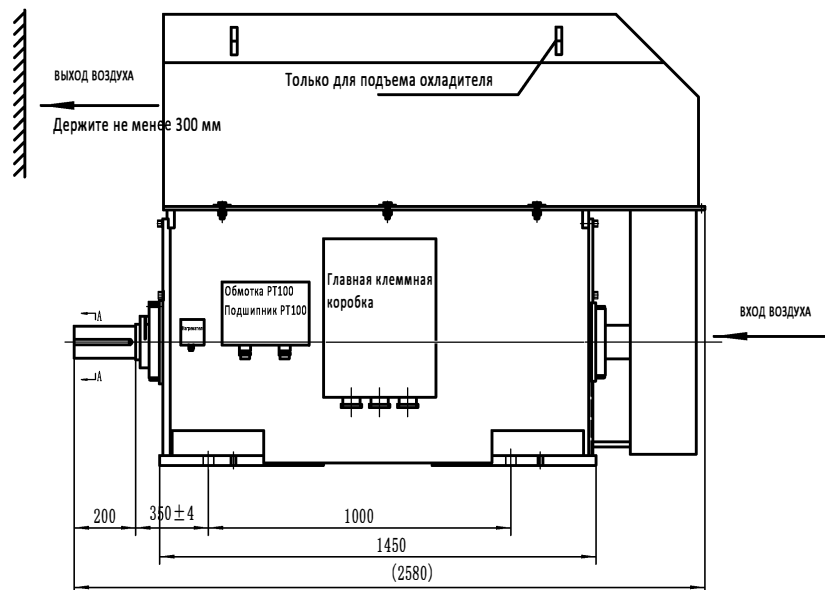 ВЫХОД ВОЗДУХА
Только для подъема охладителя
Держите не менее 300 мм
Обмотка PT100
Подшипник PT100
Главная клеммная
коробка
ВХОД ВОЗДУХА
A
A
200
350±4
1000
1450
(2580)